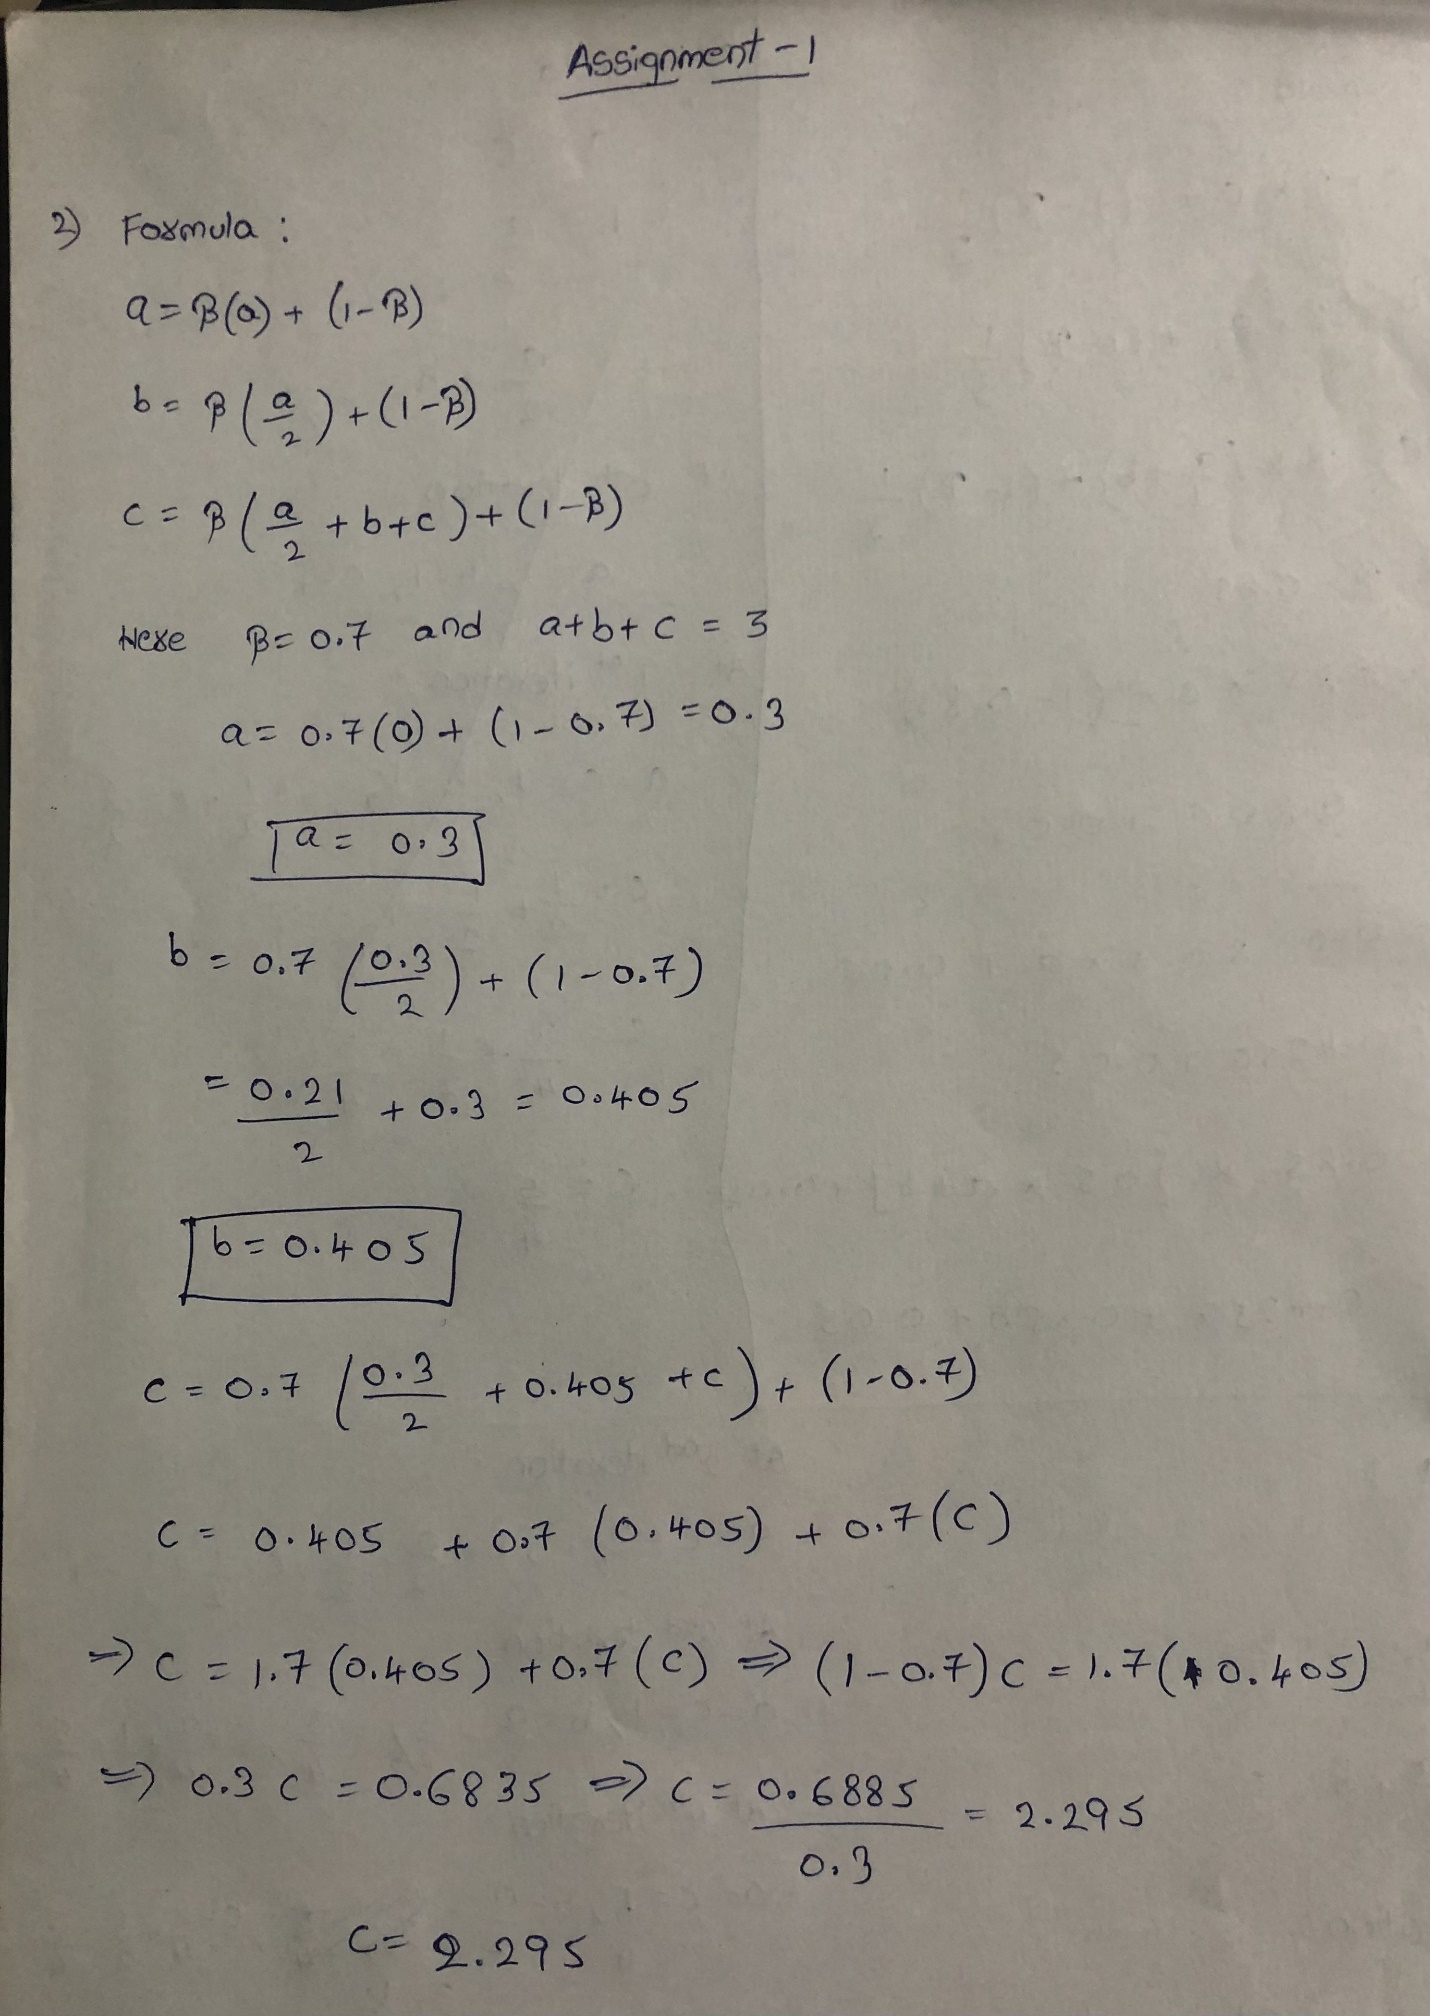 Assignment - 1
2) Formula :
a = β(0) + (1-β)
b = β(a/2) + (1-β)
c = β(a/2 + b + c) + (1-β)
Here β = 0.7 and a+b+c = 3
a = 0.7(0) + (1-0.7) = 0.3
a = 0.3
b = 0.7 (0.3/2) + (1-0.7)
= 0.21/2 + 0.3 = 0.405
b = 0.405
c = 0.7 (0.3/2 + 0.405 + c) + (1-0.7)
c = 0.405 + 0.7 (0.405) + 0.7(c)
⇒ c = 1.7 (0.405) + 0.7 (c) ⇒ (1-0.7) c = 1.7 (0.405)
⇒ 0.3 c = 0.6835 ⇒ c = 0.6885/0.3 = 2.295
c = 2.295